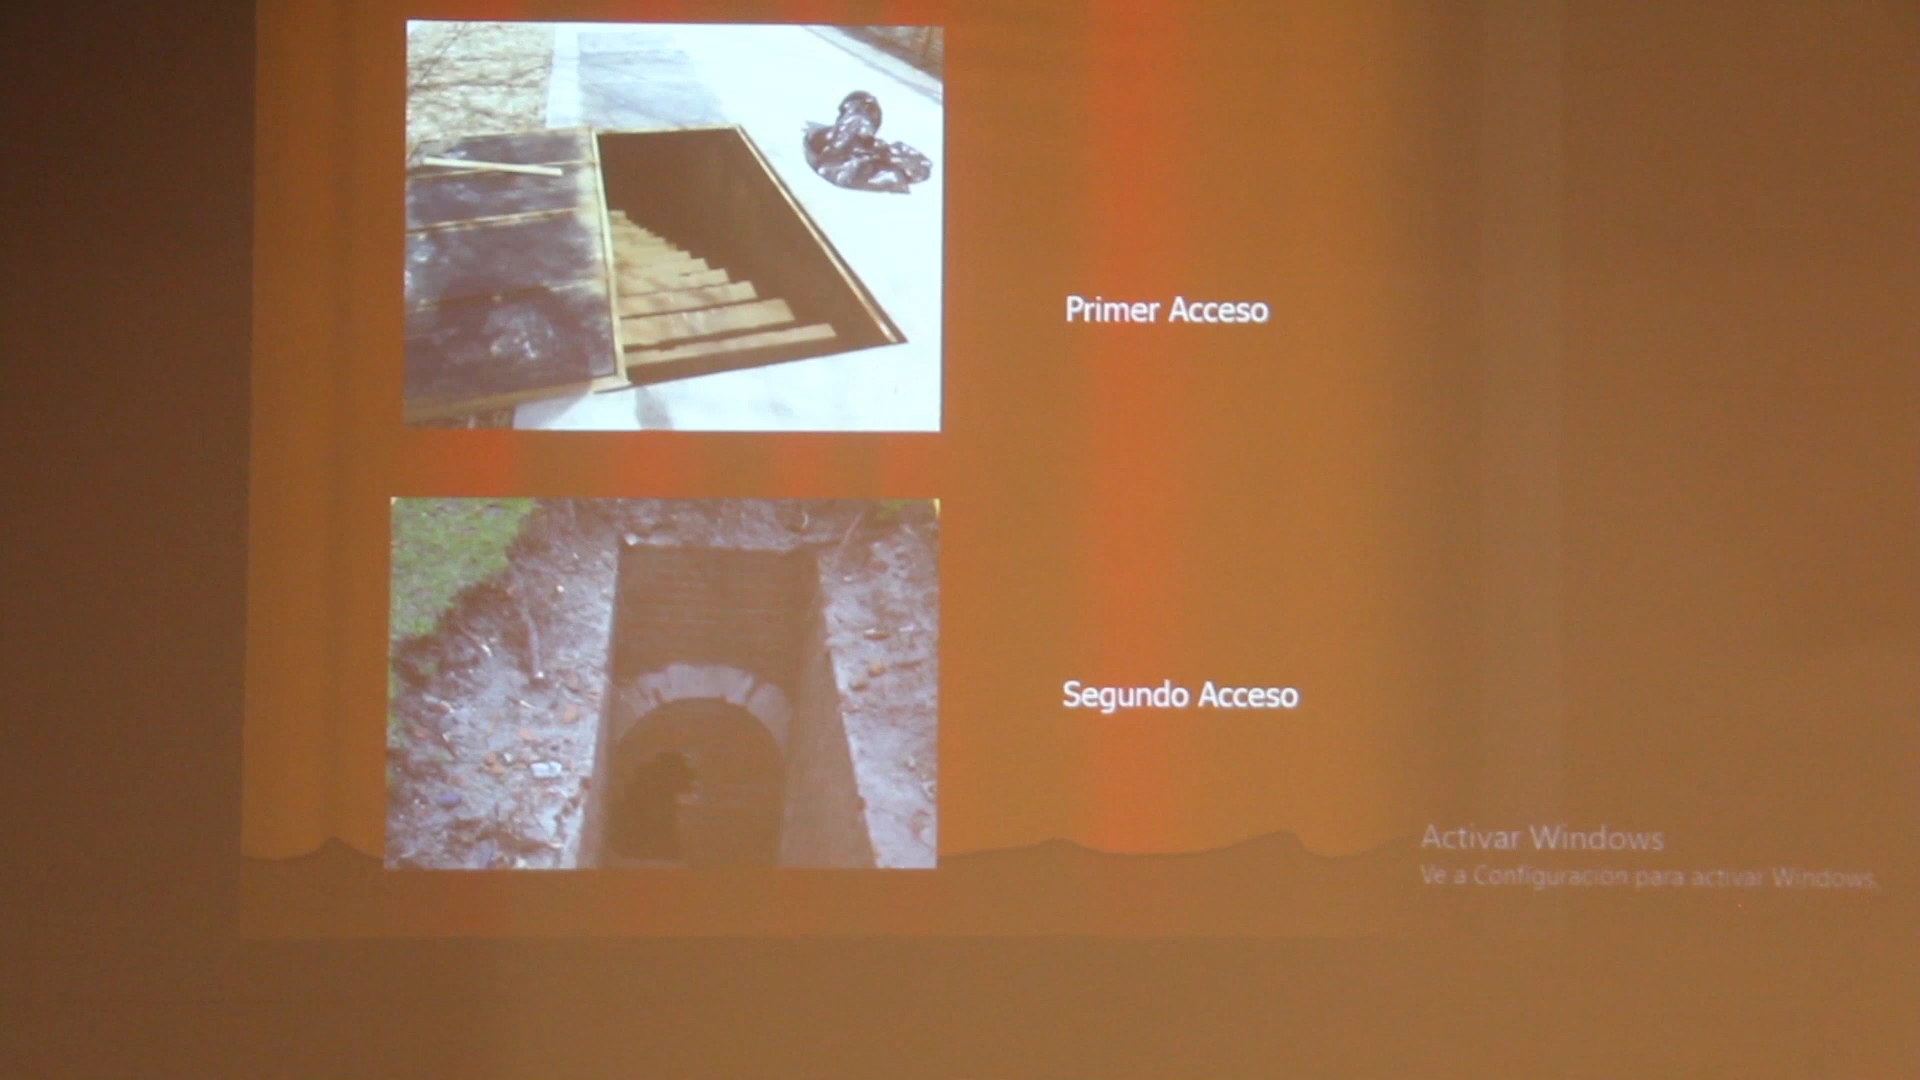 Primer Acceso
Segundo Acceso
Activar Windows
Ve a Configuración para activar Windows.